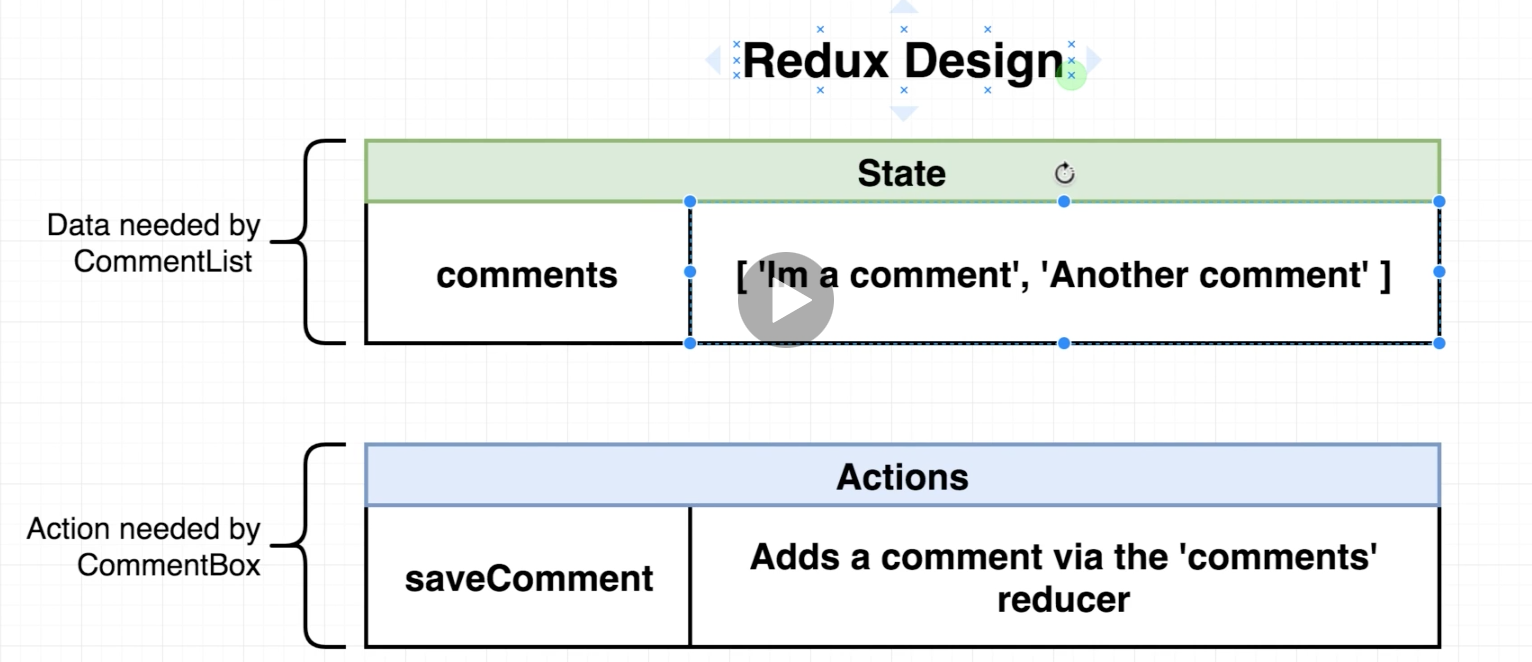 Redux Design
State
Data needed by
CommentList
comments
[ 'Im a comment', 'Another comment' ]
Actions
Action needed by
CommentBox
saveComment
Adds a comment via the 'comments'
reducer